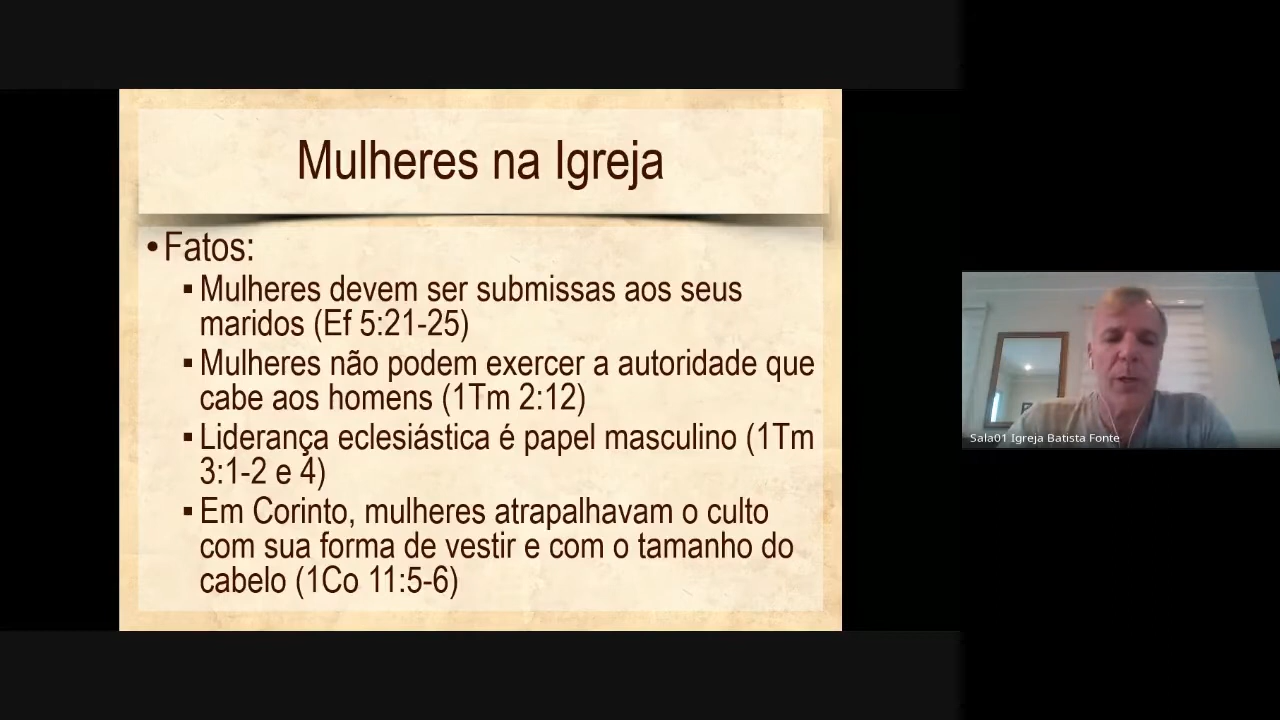 Mulheres na Igreja
•Fatos:
▪Mulheres devem ser submissas aos seus
maridos (Ef 5:21-25)
▪Mulheres não podem exercer a autoridade que
cabe aos homens (1Tm 2:12)
▪Liderança eclesiástica é papel masculino (1Tm
3:1-2 e 4)
▪Em Corinto, mulheres atrapalhavam o culto
com sua forma de vestir e com o tamanho do
cabelo (1Co 11:5-6)
Sala01 Igreja Batista Fonte